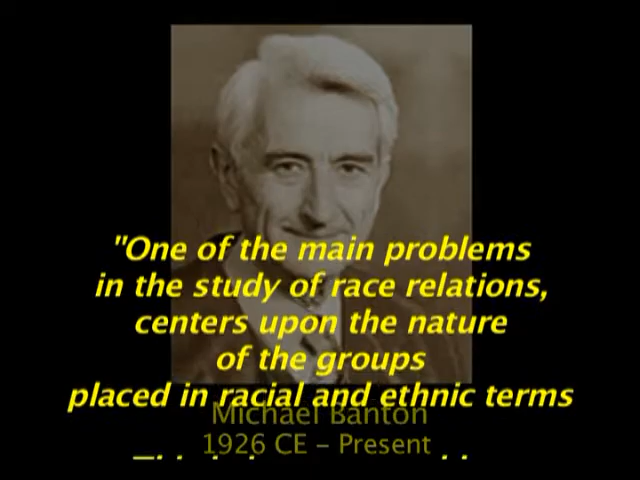 "One of the main problems
in the study of race relations,
centers upon the nature
of the groups
placed in racial and ethnic terms
Michael Banton
1926 CE – Present